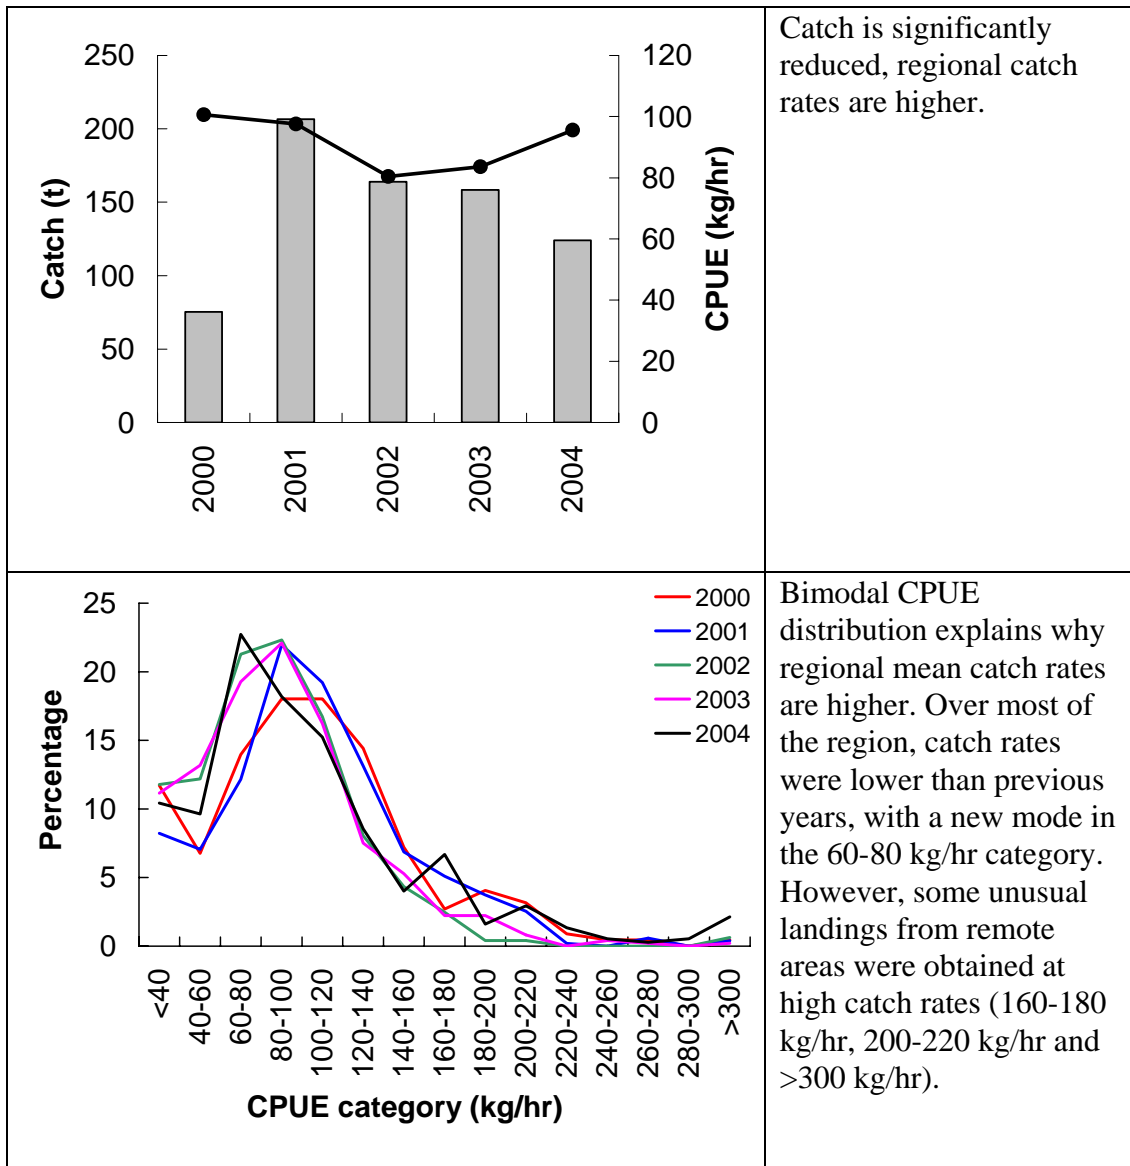 250
200
150
100
50
0
Catch (t)
120
100
80
60
40
20
0
CPUE (kg/hr)
2000
2001
2002
2003
2004
Catch is significantly
reduced, regional catch
rates are higher.
25
20
15
10
5
0
Percentage
2000
2001
2002
2003
2004
<40
40-60
60-80
80-100
100-120
120-140
140-160
160-180
180-200
200-220
220-240
240-260
260-280
280-300
>300
CPUE category (kg/hr)
Bimodal CPUE
distribution explains why
regional mean catch rates
are higher. Over most of
the region, catch rates
were lower than previous
years, with a new mode in
the 60-80 kg/hr category.
However, some unusual
landings from remote
areas were obtained at
high catch rates (160-180
kg/hr, 200-220 kg/hr and
>300 kg/hr).